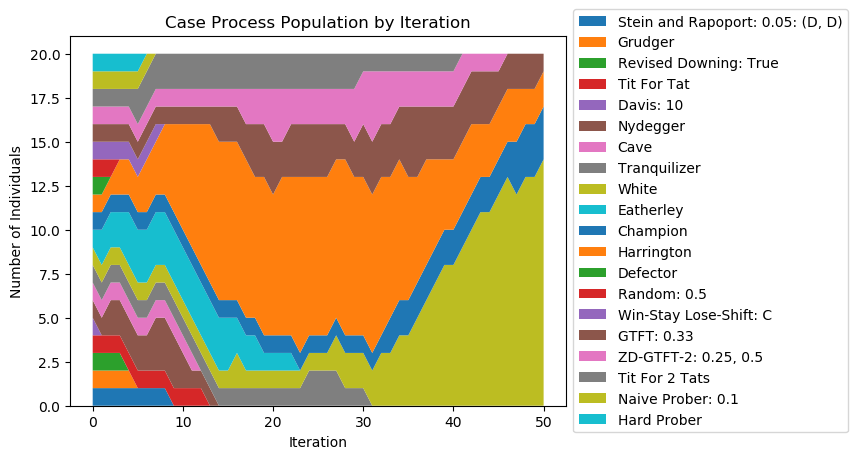 Case Process Population by Iteration
Number of Individuals
20.0
17.5
15.0
12.5
10.0
7.5
5.0
2.5
0.0
0
10
20
30
40
50
Iteration
Stein and Rapoport: 0.05: (D, D)
Grudger
Revised Downing: True
Tit For Tat
Davis: 10
Nydegger
Cave
Tranquilizer
White
Eatherley
Champion
Harrington
Defector
Random: 0.5
Win-Stay Lose-Shift: C
GTFT: 0.33
ZD-GTFT-2: 0.25, 0.5
Tit For 2 Tats
Naive Prober: 0.1
Hard Prober